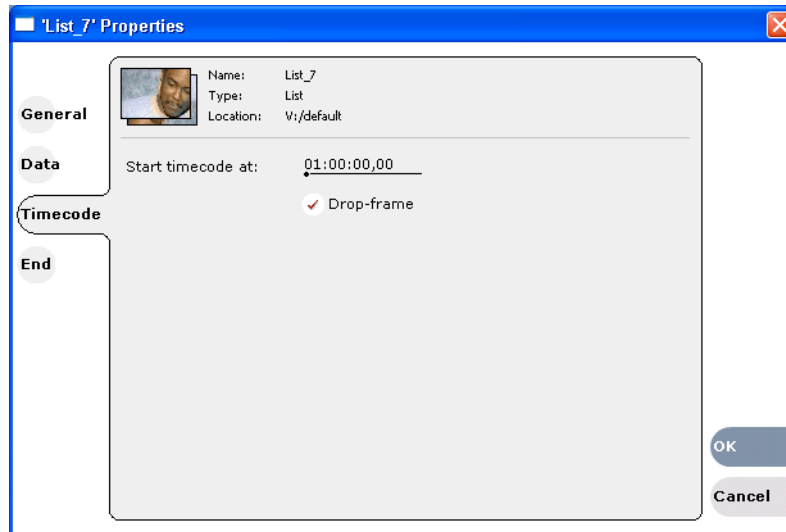 'List_7' Properties
Name: List_7
Type: List
Location: V:/default
General
Data
Timecode
End
Start timecode at: 01:00:00,00
Drop-frame
OK
Cancel